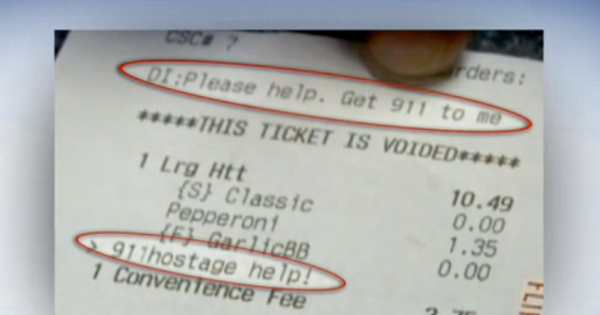 CSC# 7
rders:
DI:Please help. Get 911 to me
*****THIS TICKET IS VOIDED*****
1 Lrg Htt 10.49
{S} Classic 0.00
Pepperoni 1.35
{F} GarlicBB 0.00
> 911hostage help!
1 Convenience Fee